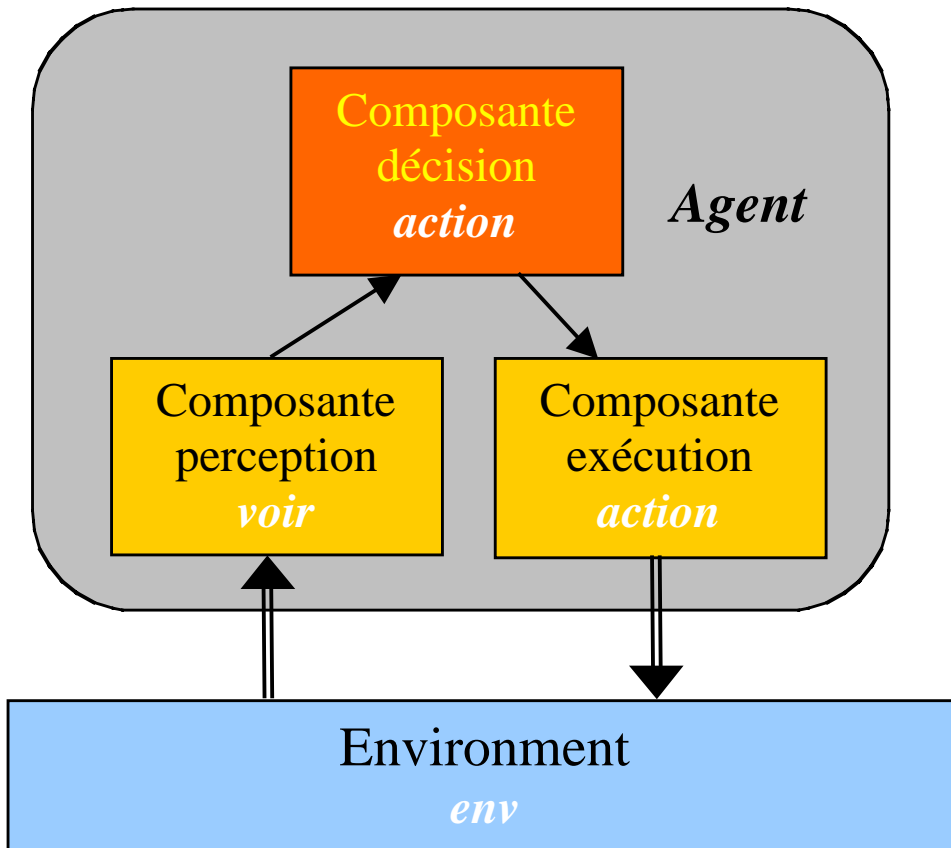 Composante
décision
action
Agent
Composante
perception
voir
Composante
exécution
action
Environment
env